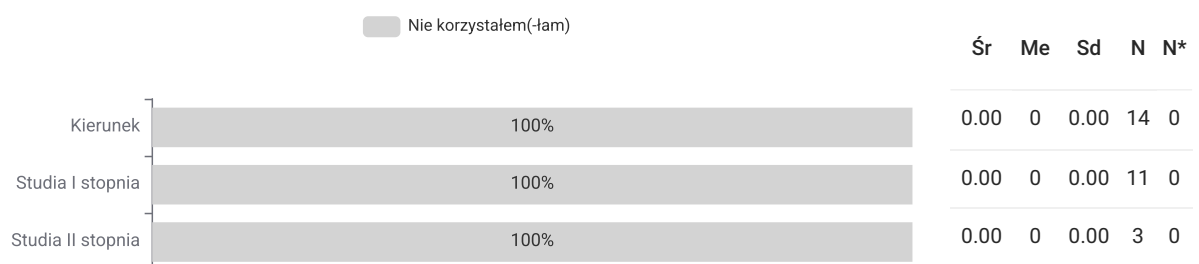 Nie korzystałem(-łam)
Śr Me Sd N N*
Kierunek 100% 0.00 0 0.00 14 0
Studia I stopnia 100% 0.00 0 0.00 11 0
Studia II stopnia 100% 0.00 0 0.00 3 0